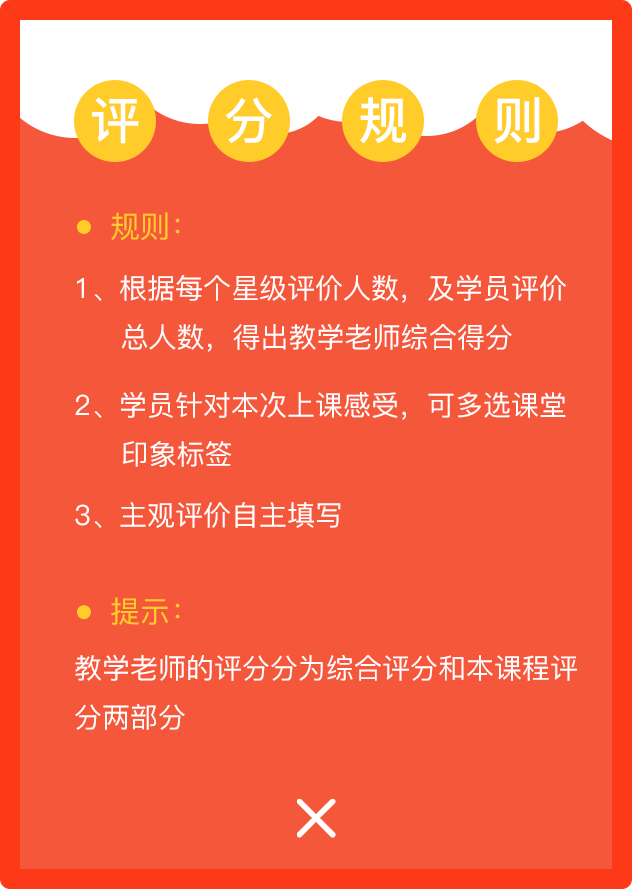 评分规则
规则：
1、根据每个星级评价人数，及学员评价
总人数，得出教学老师综合得分
2、学员针对本次上课感受，可多选课堂
印象标签
3、主观评价自主填写
提示：
教学老师的评分分为综合评分和本课程评
分两部分